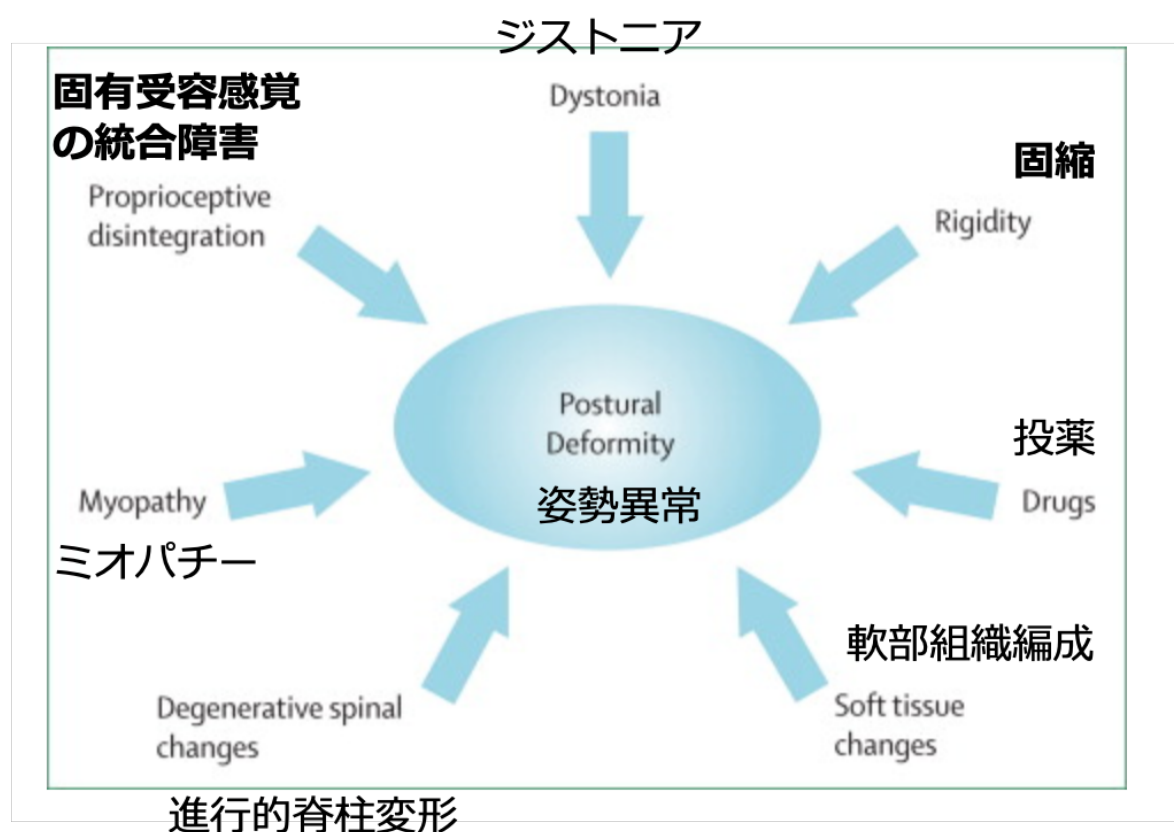 ジストニア
Dystonia
固有受容感覚
の統合障害
Proprioceptive
disintegration
固縮
Rigidity
Postural
Deformity
姿勢異常
投薬
Drugs
Myopathy
ミオパチー
軟部組織編成
Soft tissue
changes
Degenerative spinal
changes
進行的脊柱変形